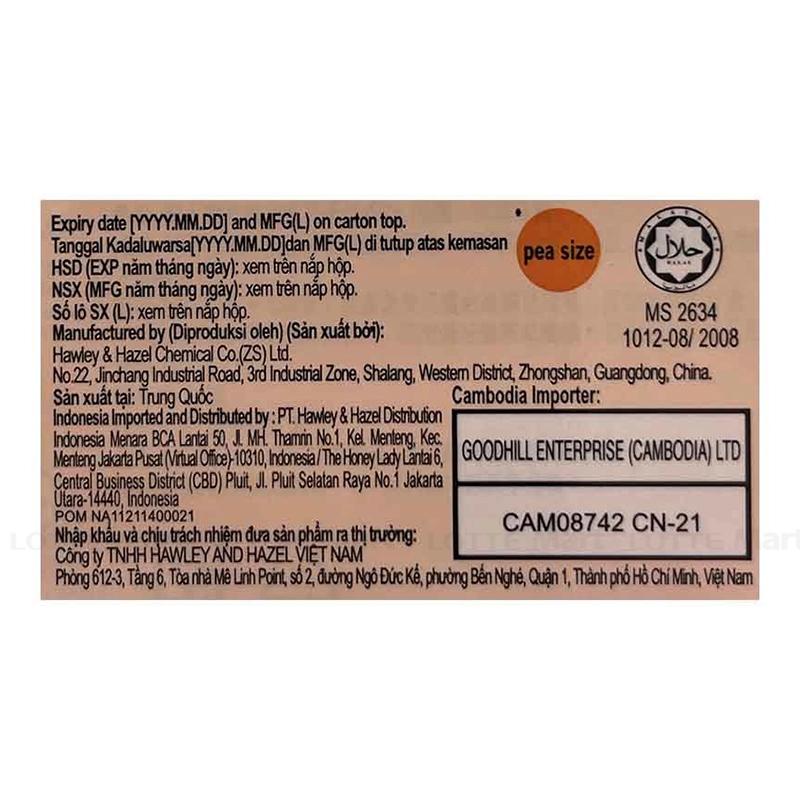 Expiry date [YYYY.MM.DD] and MFG(L) on carton top.
Tanggal Kadaluwarsa[YYYY.MM.DD]dan MFG(L) di tutup atas kemasan
HSD (EXP năm tháng ngày): xem trên nắp hộp.
NSX (MFG năm tháng ngày): xem trên nắp hộp.
Số lô SX (L): xem trên nắp hộp.
pea size
MALAYSIA
حلال
HALAL
MS 2634
1012-08/ 2008
Manufactured by (Diproduksi oleh) (Sản xuất bởi):
Hawley & Hazel Chemical Co.(ZS) Ltd.
No.22, Jinchang Industrial Road, 3rd Industrial Zone, Shalang, Western District, Zhongshan, Guangdong, China.
Sản xuất tại: Trung Quốc
Indonesia Imported and Distributed by : PT. Hawley & Hazel Distribution
Indonesia Menara BCA Lantai 50, Jl. MH. Thamrin No.1, Kel. Menteng, Kec.
Menteng Jakarta Pusat (Virtual Office)-10310, Indonesia / The Honey Lady Lantai 6,
Central Business District (CBD) Pluit, Jl. Pluit Selatan Raya No.1 Jakarta
Utara-14440, Indonesia
POM NA11211400021
Cambodia Importer:
GOODHILL ENTERPRISE (CAMBODIA) LTD
CAM08742 CN-21
Nhập khẩu và chịu trách nhiệm đưa sản phẩm ra thị trường:
Công ty TNHH HAWLEY AND HAZEL VIỆT NAM
Phòng 612-3, Tầng 6, Tòa nhà Mê Linh Point, số 2, đường Ngô Đức Kế, phường Bến Nghé, Quận 1, Thành phố Hồ Chí Minh, Việt Nam
LOTTE Mart LOTTE Mart